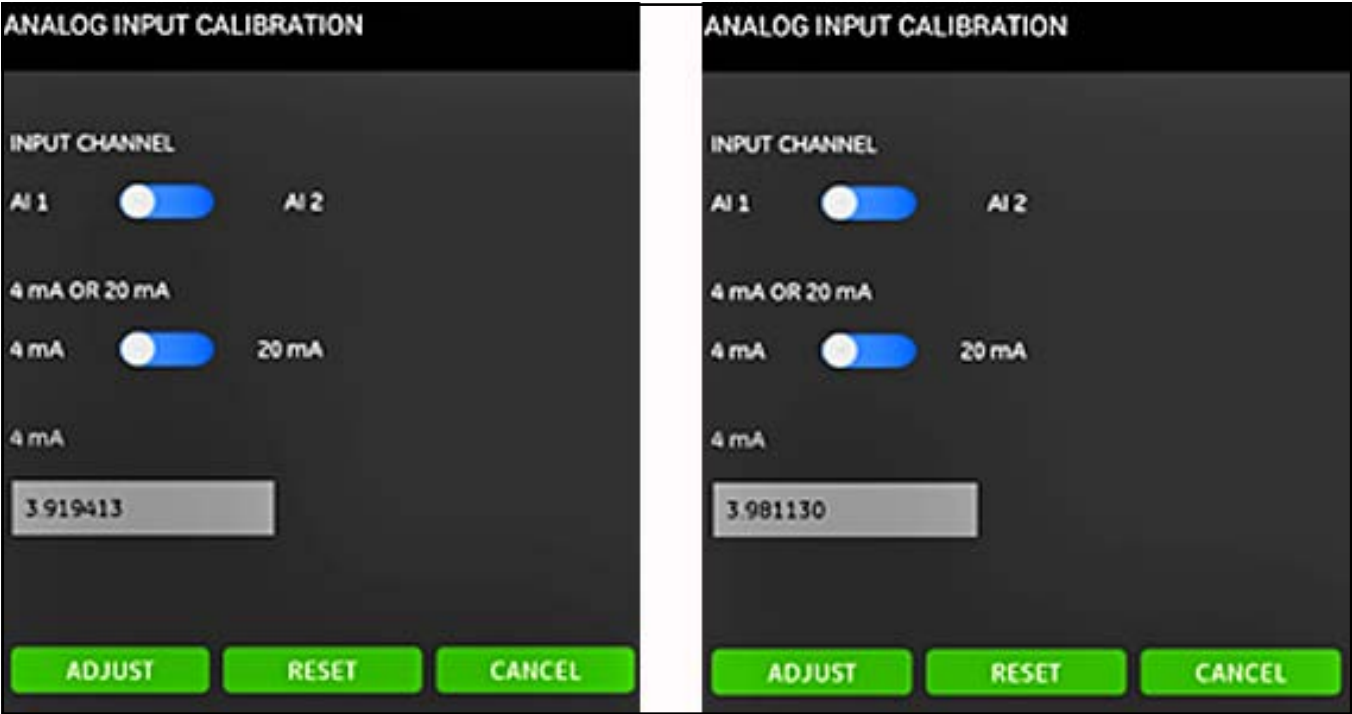 ANALOG INPUT CALIBRATION
INPUT CHANNEL
AI 1 AI 2
4 mA OR 20 mA
4 mA 20 mA
4 mA
3.919413
ADJUST RESET CANCEL
ANALOG INPUT CALIBRATION
INPUT CHANNEL
AI 1 AI 2
4 mA OR 20 mA
4 mA 20 mA
4 mA
3.981130
ADJUST RESET CANCEL